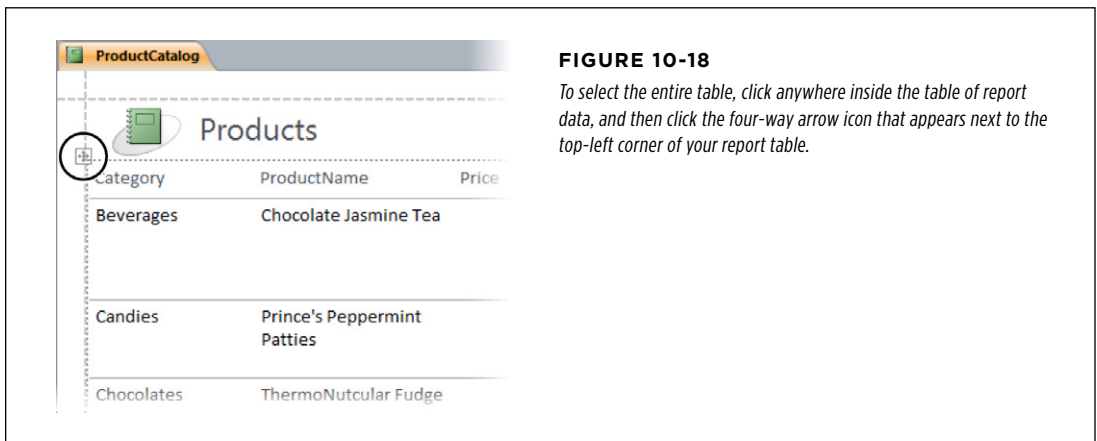 ProductCatalog
Products
Category ProductName Price
Beverages Chocolate Jasmine Tea
Candies Prince's Peppermint
Patties
Chocolates ThermoNutcular Fudge
FIGURE 10-18
To select the entire table, click anywhere inside the table of report
data, and then click the four-way arrow icon that appears next to the
top-left corner of your report table.